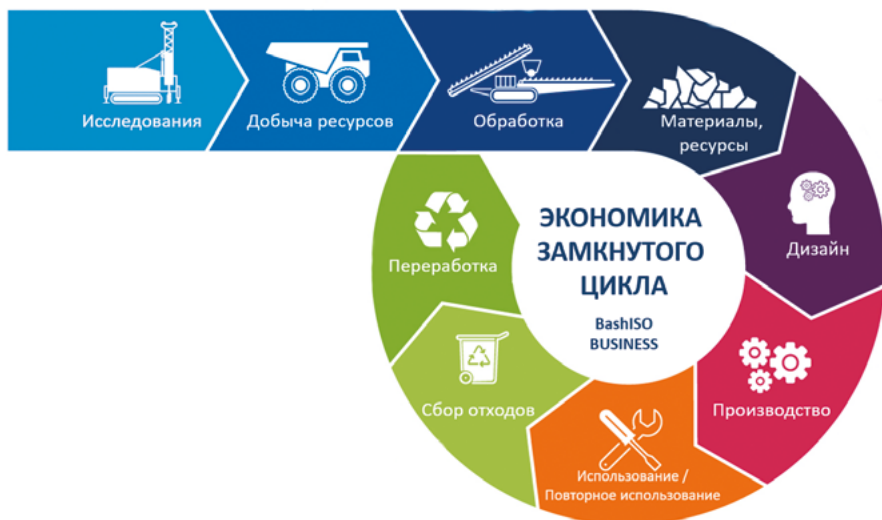 Исследования
Добыча ресурсов
Обработка
Материалы,
ресурсы
Дизайн
Производство
Использование /
Повторное использование
Сбор отходов
Переработка
ЭКОНОМИКА
ЗАМКНУТОГО
ЦИКЛА
BashISO
BUSINESS